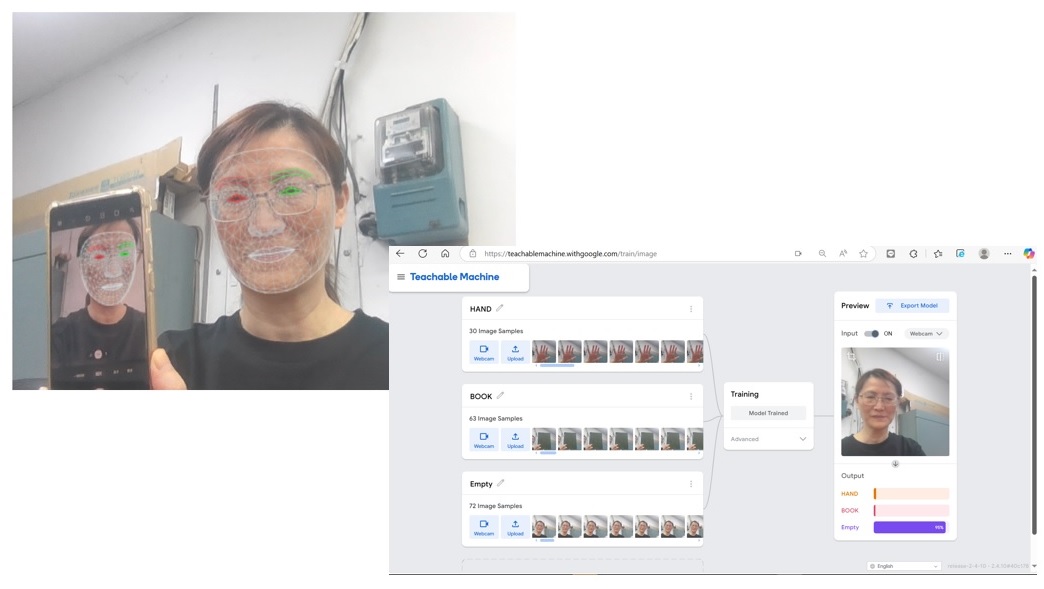 https://teachablemachine.withgoogle.com/train/image
Teachable Machine
HAND
30 Image Samples
Webcam
Upload
BOOK
63 Image Samples
Webcam
Upload
Empty
72 Image Samples
Webcam
Upload
Training
Model Trained
Advanced
Preview
Export Model
Input
ON
Webcam
Output
HAND
BOOK
Empty
English